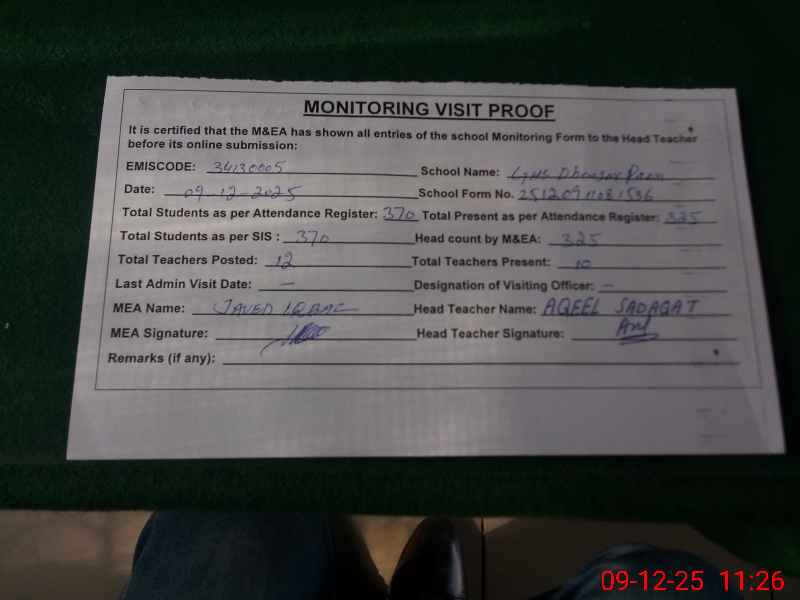 MONITORING VISIT PROOF
It is certified that the M&EA has shown all entries of the school Monitoring Form to the Head Teacher
before its online submission:
EMISCODE: 34130005 School Name: Dhonsar Paen
Date: 09-12-2025 School Form No. 251209
Total Students as per Attendance Register: 370 Total Present as per Attendance Register: 325
Total Students as per SIS : 370 Head count by M&EA: 325
Total Teachers Posted: 12 Total Teachers Present: 10
Last Admin Visit Date: – Designation of Visiting Officer: –
MEA Name: JAVED IQBAL Head Teacher Name: AQEEL SADAQAT
MEA Signature: Head Teacher Signature:
Remarks (if any):
09-12-25 11:26